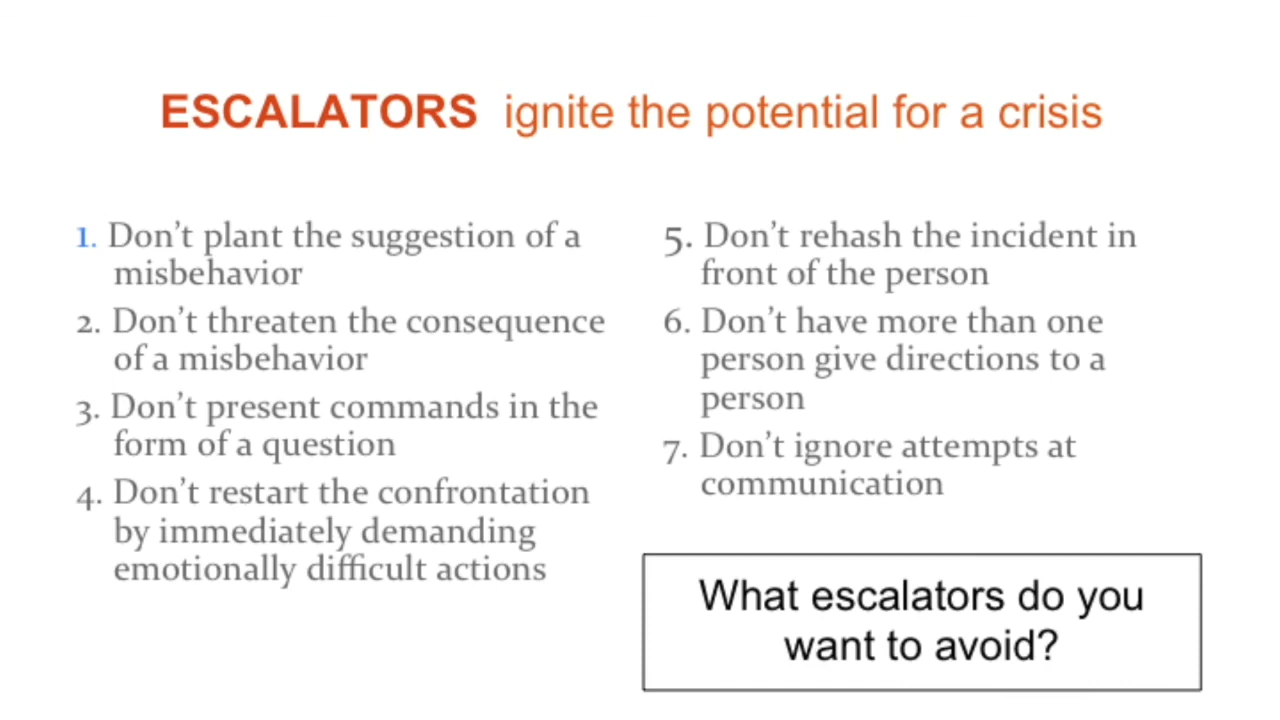 ESCALATORS ignite the potential for a crisis
1. Don’t plant the suggestion of a
misbehavior
2. Don’t threaten the consequence
of a misbehavior
3. Don’t present commands in the
form of a question
4. Don’t restart the confrontation
by immediately demanding
emotionally difficult actions
5. Don’t rehash the incident in
front of the person
6. Don’t have more than one
person give directions to a
person
7. Don’t ignore attempts at
communication
What escalators do you
want to avoid?